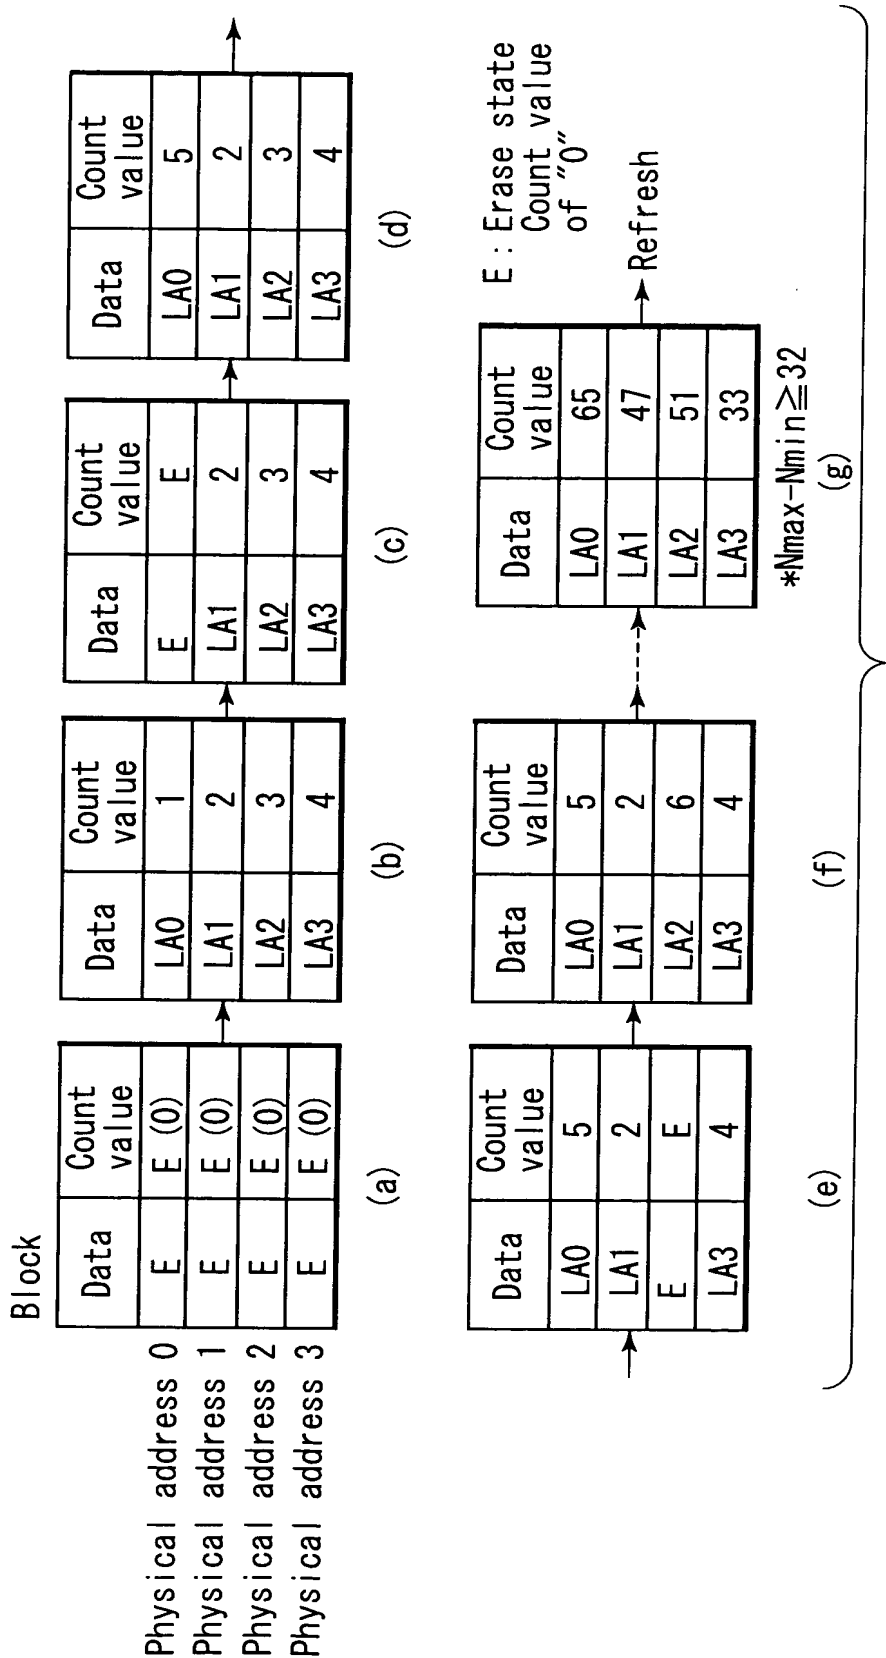 Block
Data Count value
Physical address 0 E E (0)
Physical address 1 E E (0)
Physical address 2 E E (0)
Physical address 3 E E (0)
(a)
Data Count value
LA0 1
LA1 2
LA2 3
LA3 4
(b)
Data Count value
E E
LA1 2
LA2 3
LA3 4
(c)
Data Count value
LA0 5
LA1 2
LA2 3
LA3 4
(d)
Data Count value
LA0 5
LA1 2
E E
LA3 4
(e)
Data Count value
LA0 5
LA1 2
LA2 6
LA3 4
(f)
Data Count value
LA0 65
LA1 47
LA2 51
LA3 33
*Nmax-Nmin≧32
(g)
Refresh
E : Erase state
Count value
of "0"